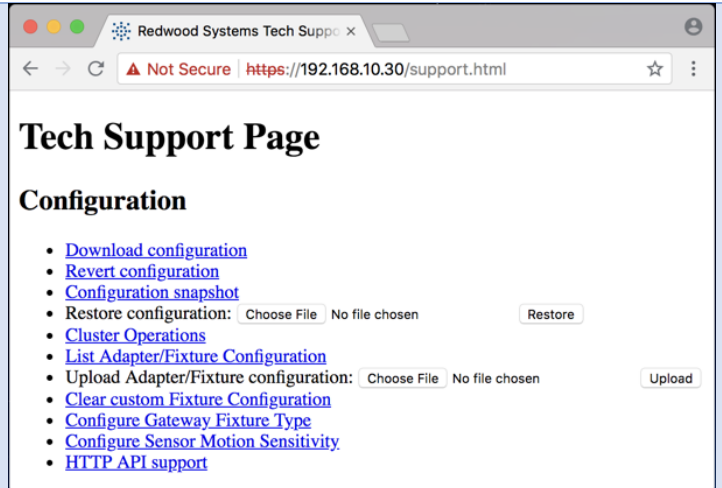 Redwood Systems Tech Suppo
Not Secure | https://192.168.10.30/support.html
Tech Support Page
Configuration
Download configuration
Revert configuration
Configuration snapshot
Restore configuration: Choose File No file chosen Restore
Cluster Operations
List Adapter/Fixture Configuration
Upload Adapter/Fixture configuration: Choose File No file chosen Upload
Clear custom Fixture Configuration
Configure Gateway Fixture Type
Configure Sensor Motion Sensitivity
HTTP API support